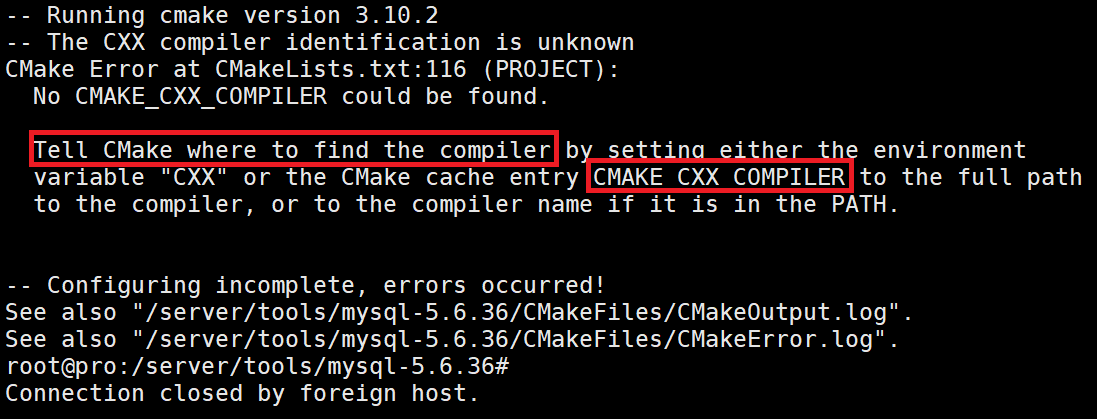 -- Running cmake version 3.10.2
-- The CXX compiler identification is unknown
CMake Error at CMakeLists.txt:116 (PROJECT):
No CMAKE_CXX_COMPILER could be found.
Tell CMake where to find the compiler by setting either the environment
variable "CXX" or the CMake cache entry CMAKE_CXX_COMPILER to the full path
to the compiler, or to the compiler name if it is in the PATH.
-- Configuring incomplete, errors occurred!
See also "/server/tools/mysql-5.6.36/CMakeFiles/CMakeOutput.log".
See also "/server/tools/mysql-5.6.36/CMakeFiles/CMakeError.log".
root@pro:/server/tools/mysql-5.6.36#
Connection closed by foreign host.